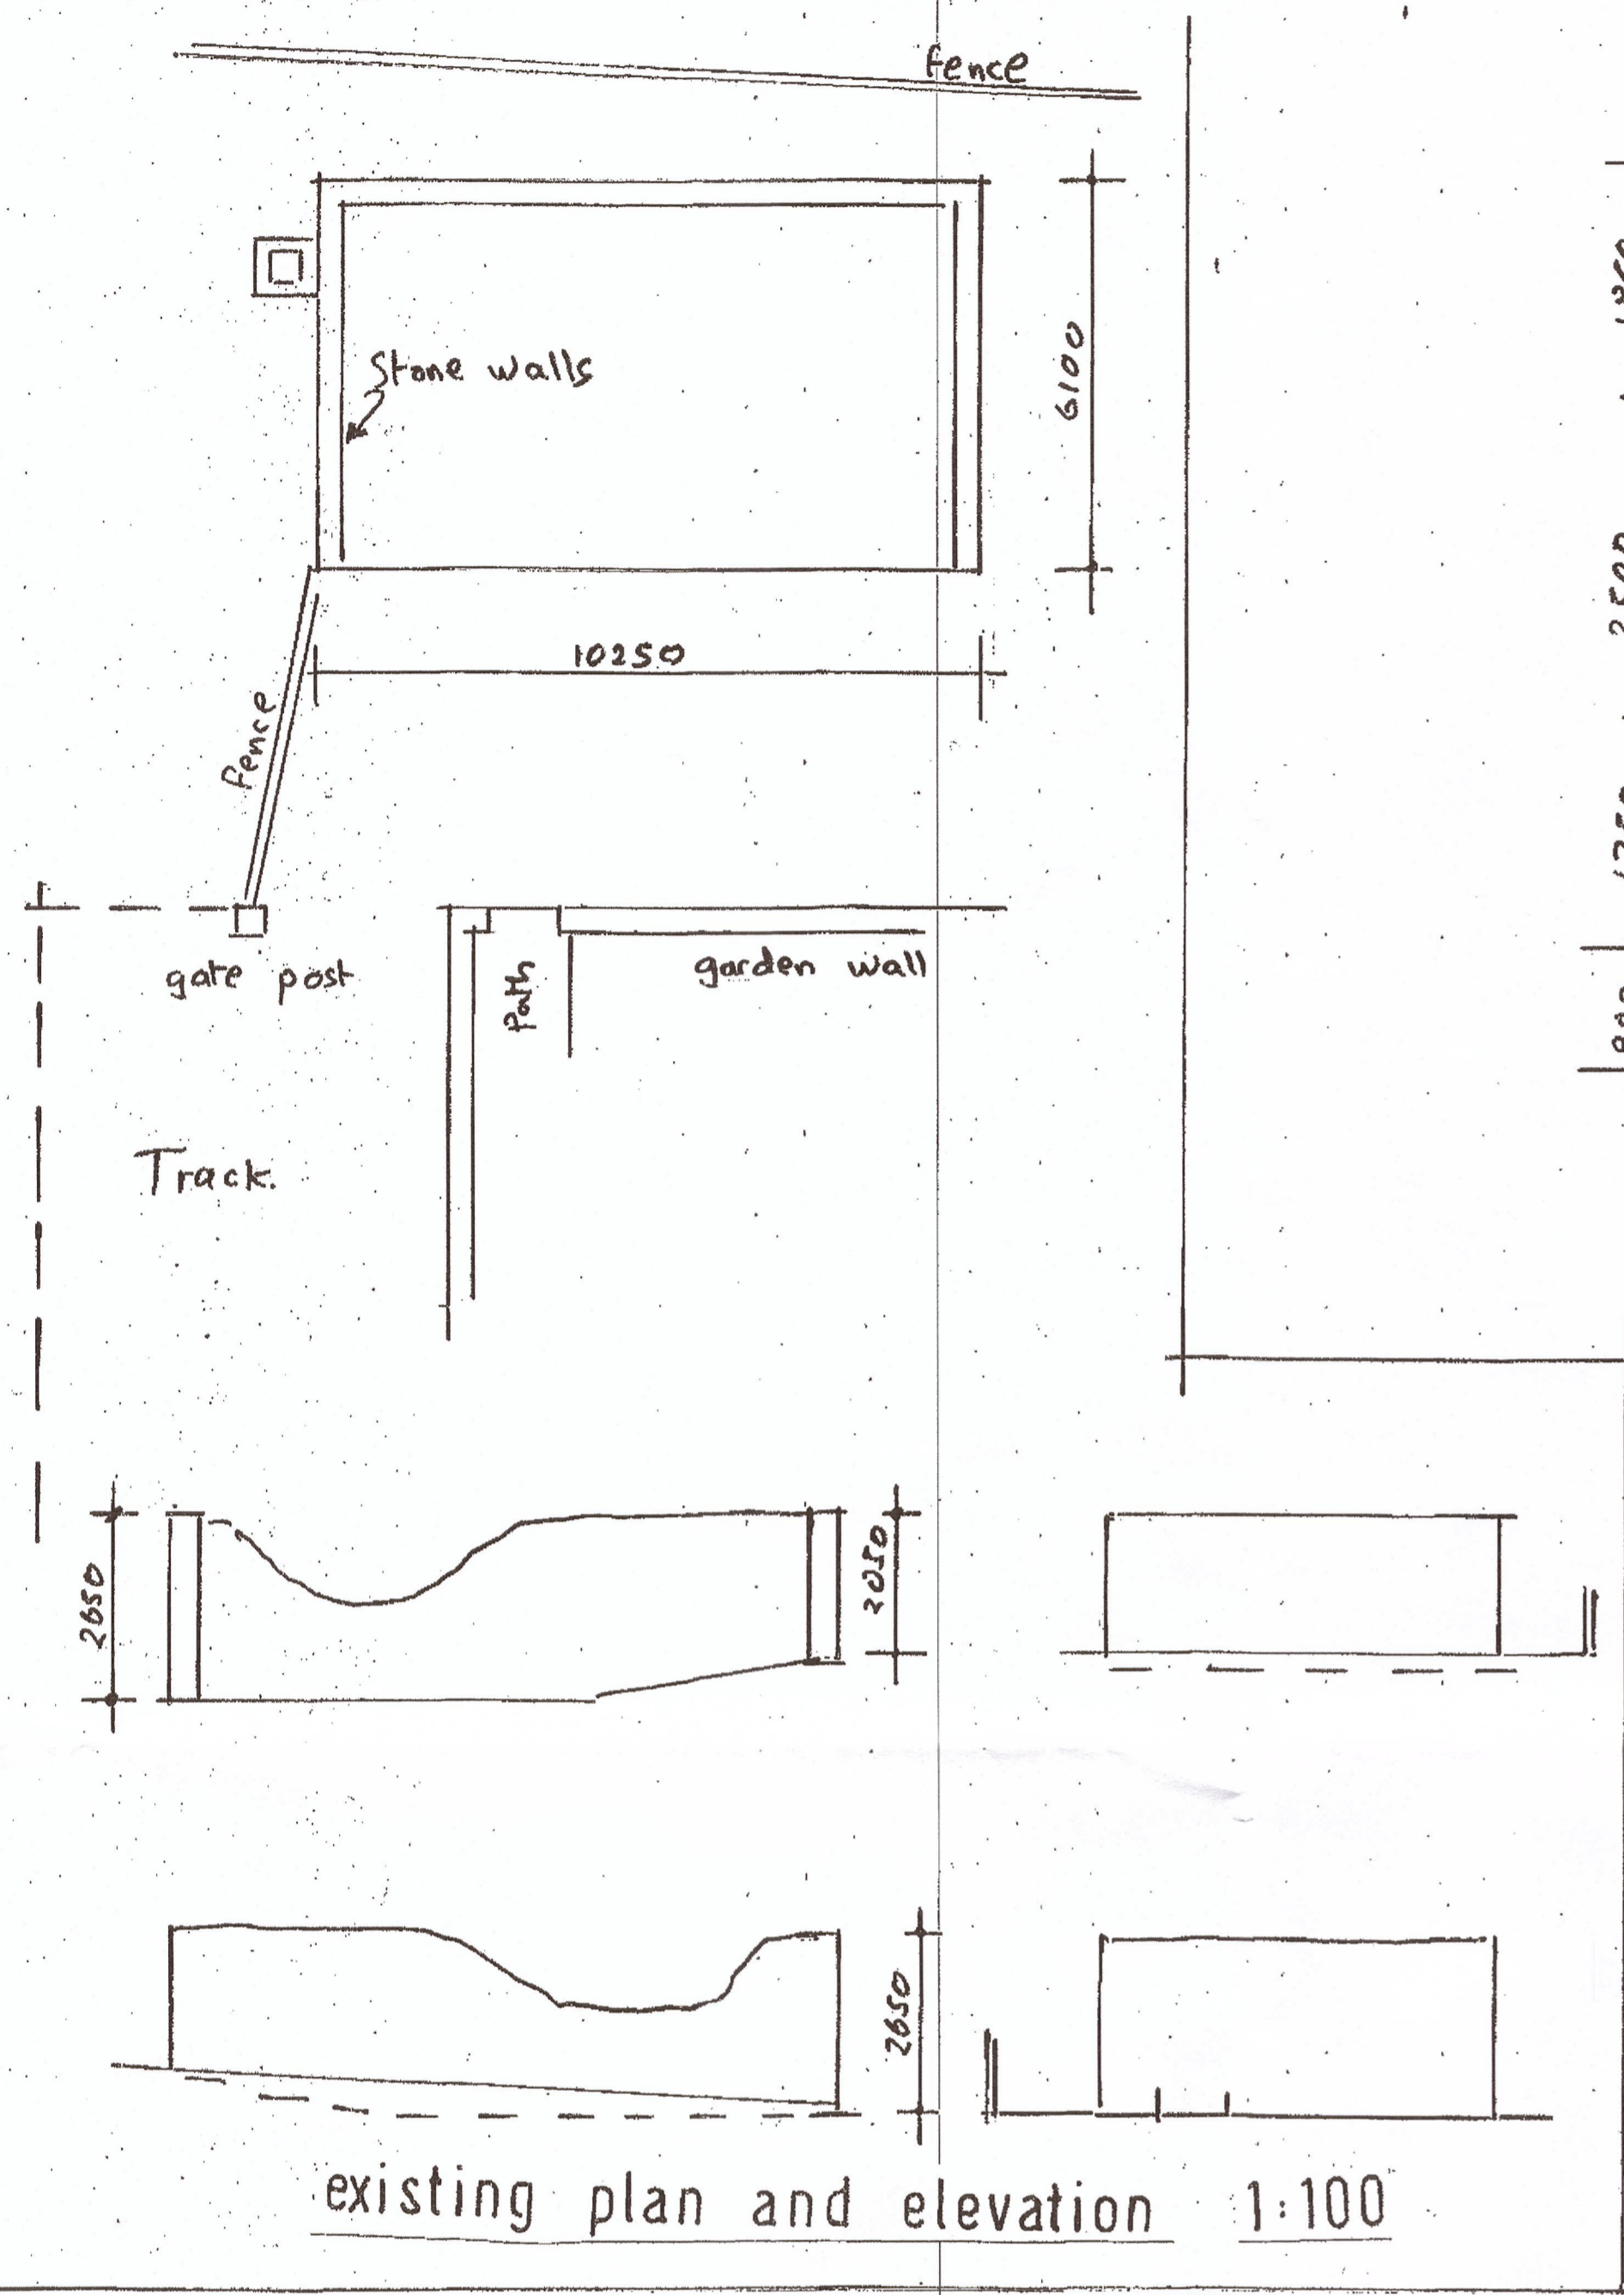 fence
Stone walls
6100
10250
fence
gate post
path
garden wall
Track.
2650
2050
2650
existing plan and elevation 1:100